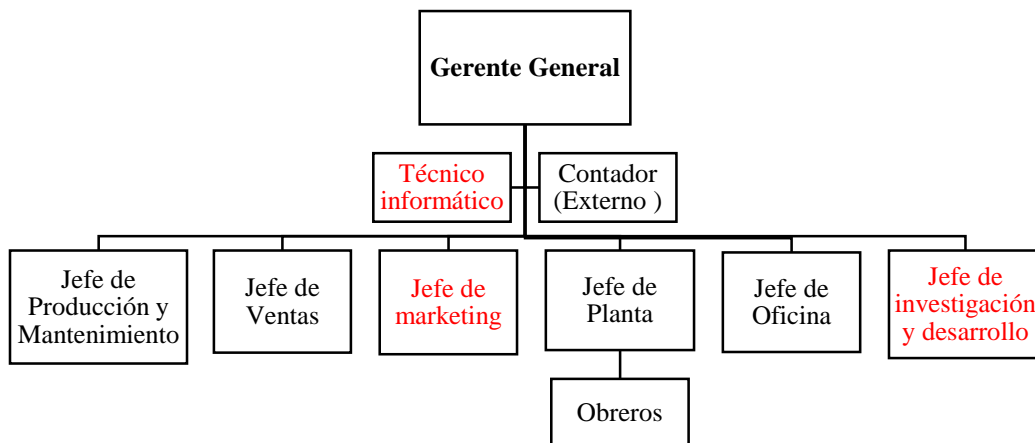 Gerente General
Técnico
informático
Contador
(Externo )
Jefe de
Producción y
Mantenimiento
Jefe de
Ventas
Jefe de
marketing
Jefe de
Planta
Jefe de
Oficina
Jefe de
investigación
y desarrollo
Obreros